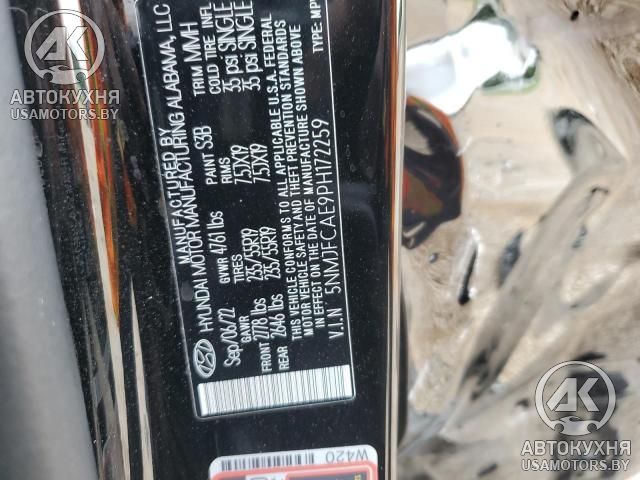 MANUFACTURED BY
HYUNDAI MOTOR MANUFACTURING ALABAMA, LLC
Sep/06/22 GVWR 4761 lbs PAINT S3B TRIM MMH
GAWR TIRES RIMS COLD TIRE INFL
FRONT 2778 lbs 235/55R19 7.5JX19 35 psi SINGLE
REAR 2646 lbs 235/55R19 7.5JX19 35 psi SINGLE
THIS VEHICLE CONFORMS TO ALL APPLICABLE U.S.A. FEDERAL
MOTOR VEHICLE SAFETY AND THEFT PREVENTION STANDARDS
IN EFFECT ON THE DATE OF MANUFACTURE SHOWN ABOVE
V.I.N 5NMJFCAE9PH172259 TYPE: MPV
W420
АК
АВТОКУХНЯ
USAMOTORS.BY
АК
АВТОКУХНЯ
USAMOTORS.BY